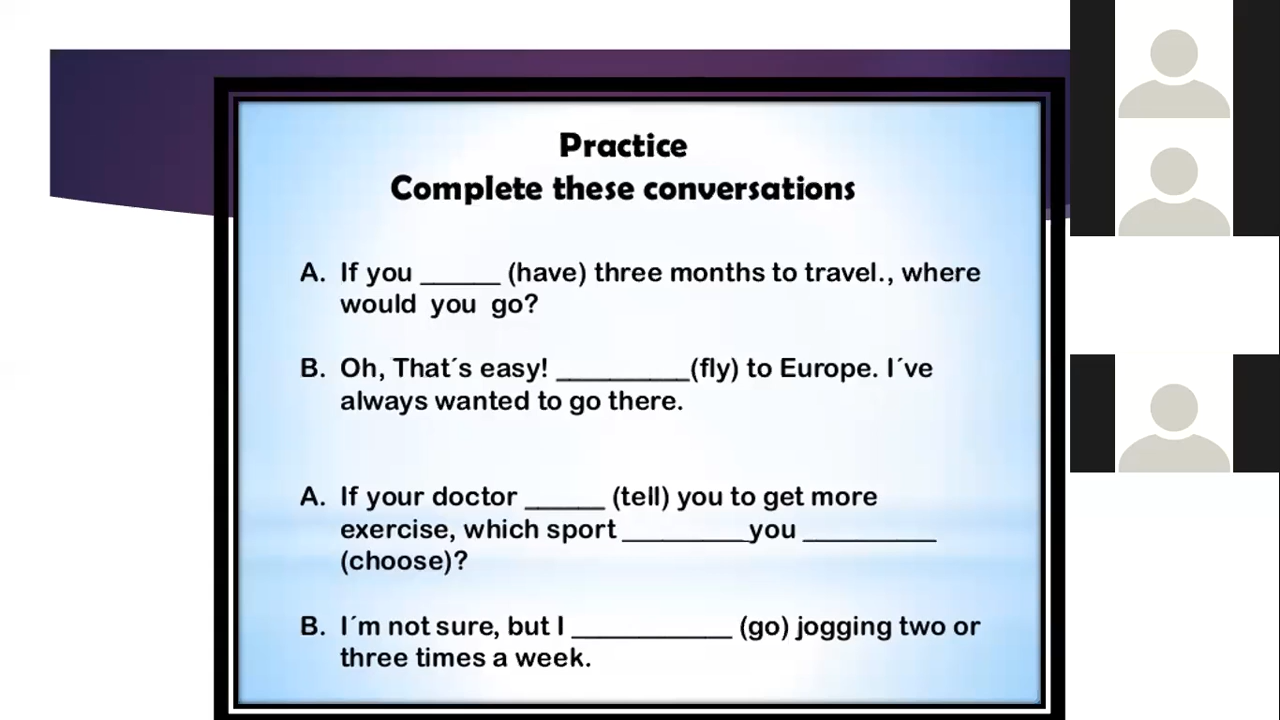 Practice
Complete these conversations
A. If you ______ (have) three months to travel., where
would you go?
B. Oh, That´s easy! __________(fly) to Europe. I´ve
always wanted to go there.
A. If your doctor ______ (tell) you to get more
exercise, which sport __________you __________
(choose)?
B. I´m not sure, but I ____________ (go) jogging two or
three times a week.